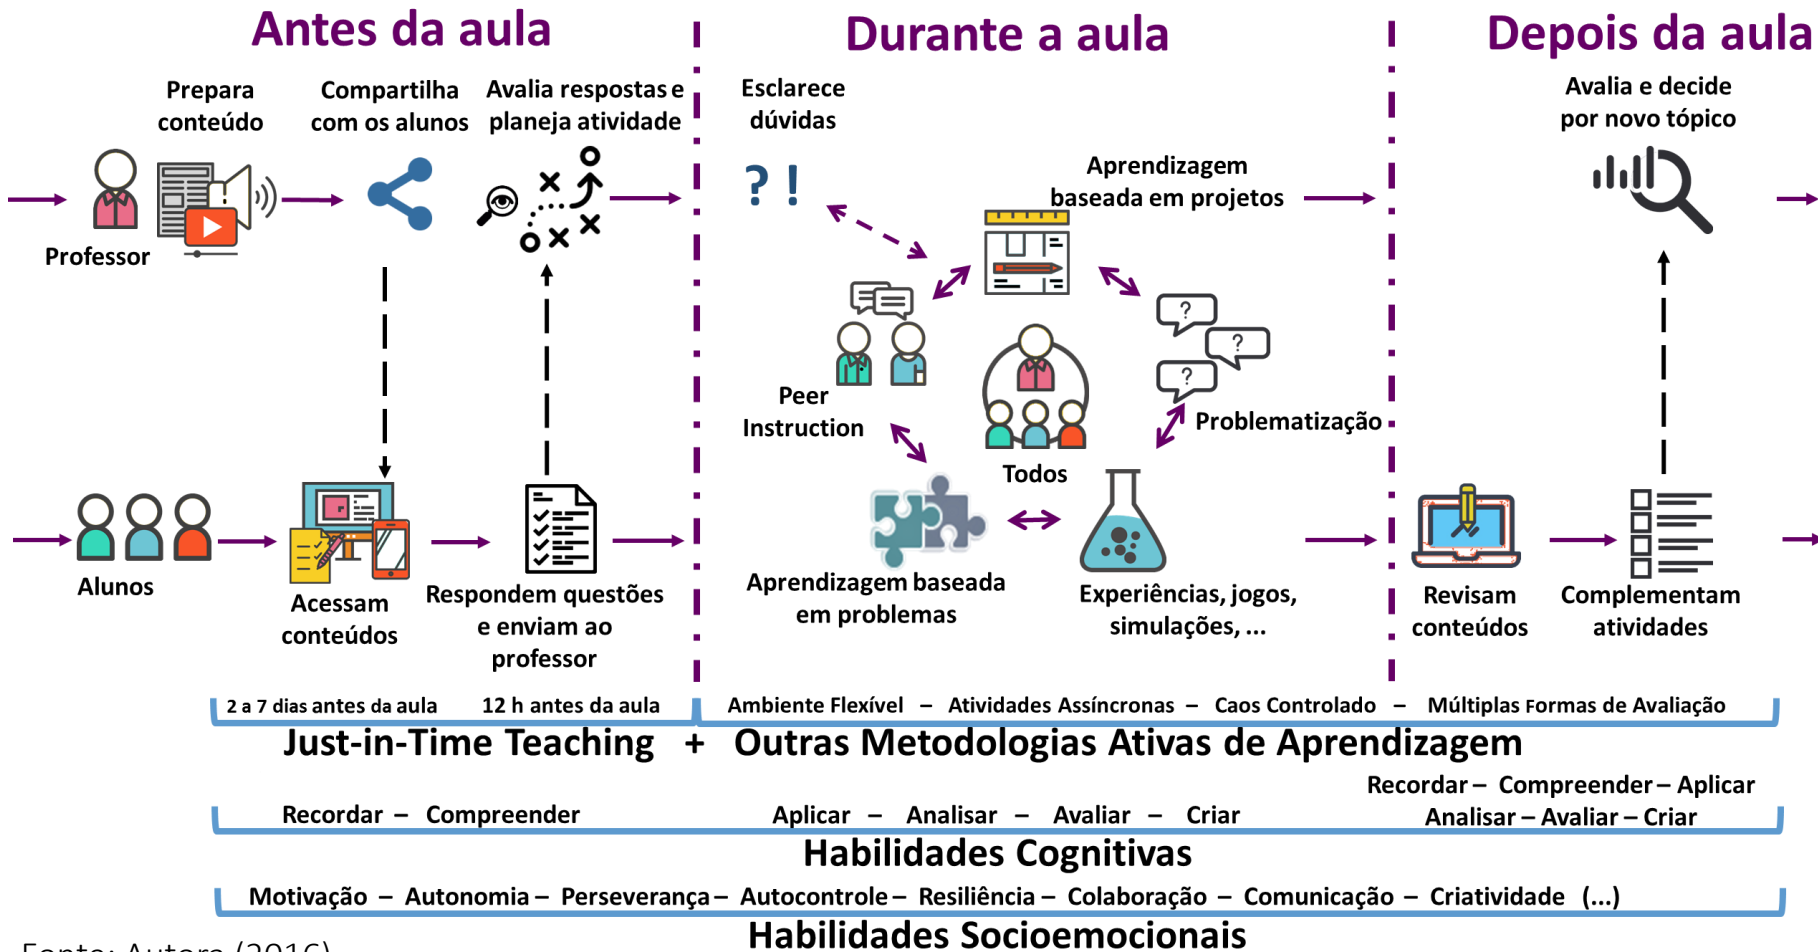 Antes da aula
Durante a aula
Depois da aula
Prepara
conteúdo
Compartilha
com os alunos
Avalia respostas e
planeja atividade
Professor
Alunos
Acessam
conteúdos
Respondem questões
e enviam ao
professor
Esclarece
dúvidas
? !
Aprendizagem
baseada em projetos
Peer
Instruction
?
?
?
Problematização
Todos
Aprendizagem baseada
em problemas
Experiências, jogos,
simulações, ...
Avalia e decide
por novo tópico
Revisam
conteúdos
Complementam
atividades
2 a 7 dias antes da aula
12 h antes da aula
Ambiente Flexível – Atividades Assíncronas – Caos Controlado – Múltiplas Formas de Avaliação
Just-in-Time Teaching + Outras Metodologias Ativas de Aprendizagem
Recordar – Compreender
Aplicar – Analisar – Avaliar – Criar
Recordar – Compreender – Aplicar
Analisar – Avaliar – Criar
Habilidades Cognitivas
Motivação – Autonomia – Perseverança – Autocontrole – Resiliência – Colaboração – Comunicação – Criatividade (...)
Habilidades Socioemocionais
Fonte: Autora (2016)